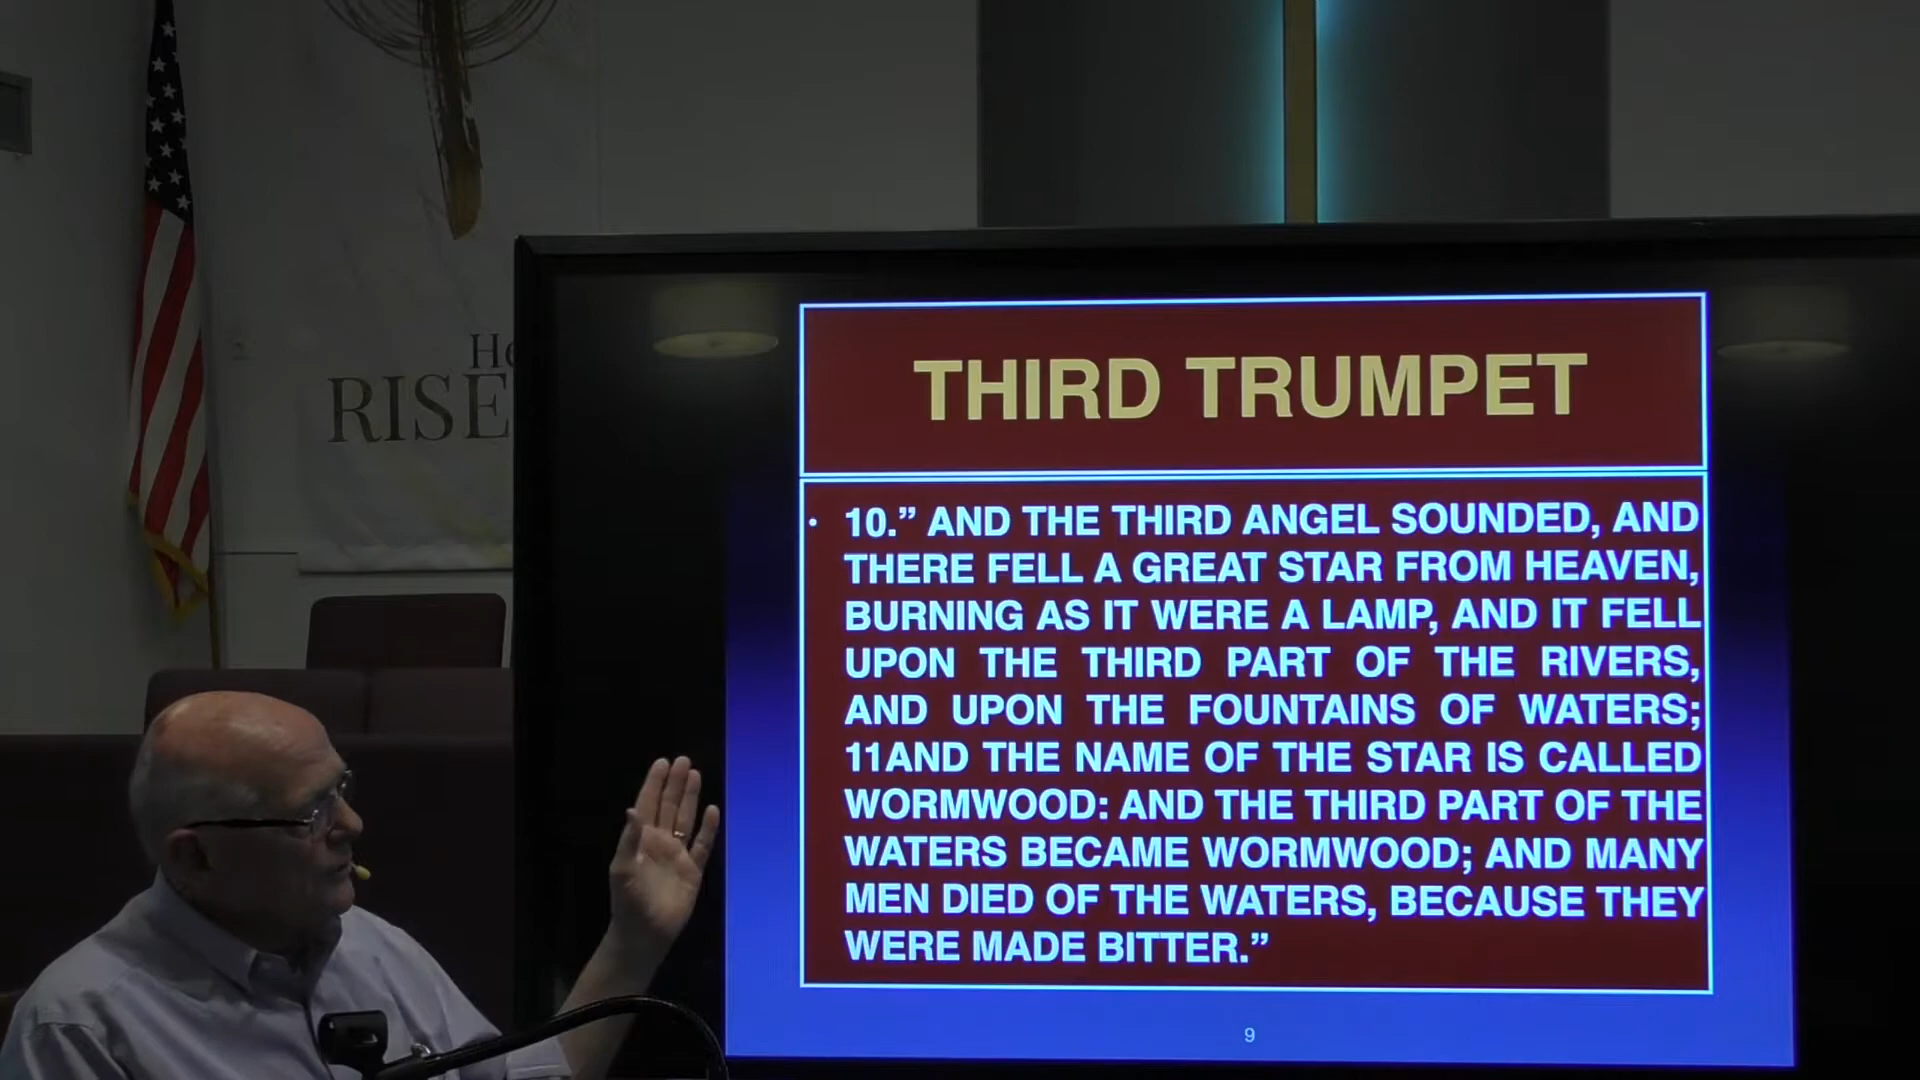 He
RISE
THIRD TRUMPET
• 10.” AND THE THIRD ANGEL SOUNDED, AND
THERE FELL A GREAT STAR FROM HEAVEN,
BURNING AS IT WERE A LAMP, AND IT FELL
UPON THE THIRD PART OF THE RIVERS,
AND UPON THE FOUNTAINS OF WATERS;
11AND THE NAME OF THE STAR IS CALLED
WORMWOOD: AND THE THIRD PART OF THE
WATERS BECAME WORMWOOD; AND MANY
MEN DIED OF THE WATERS, BECAUSE THEY
WERE MADE BITTER.”
9